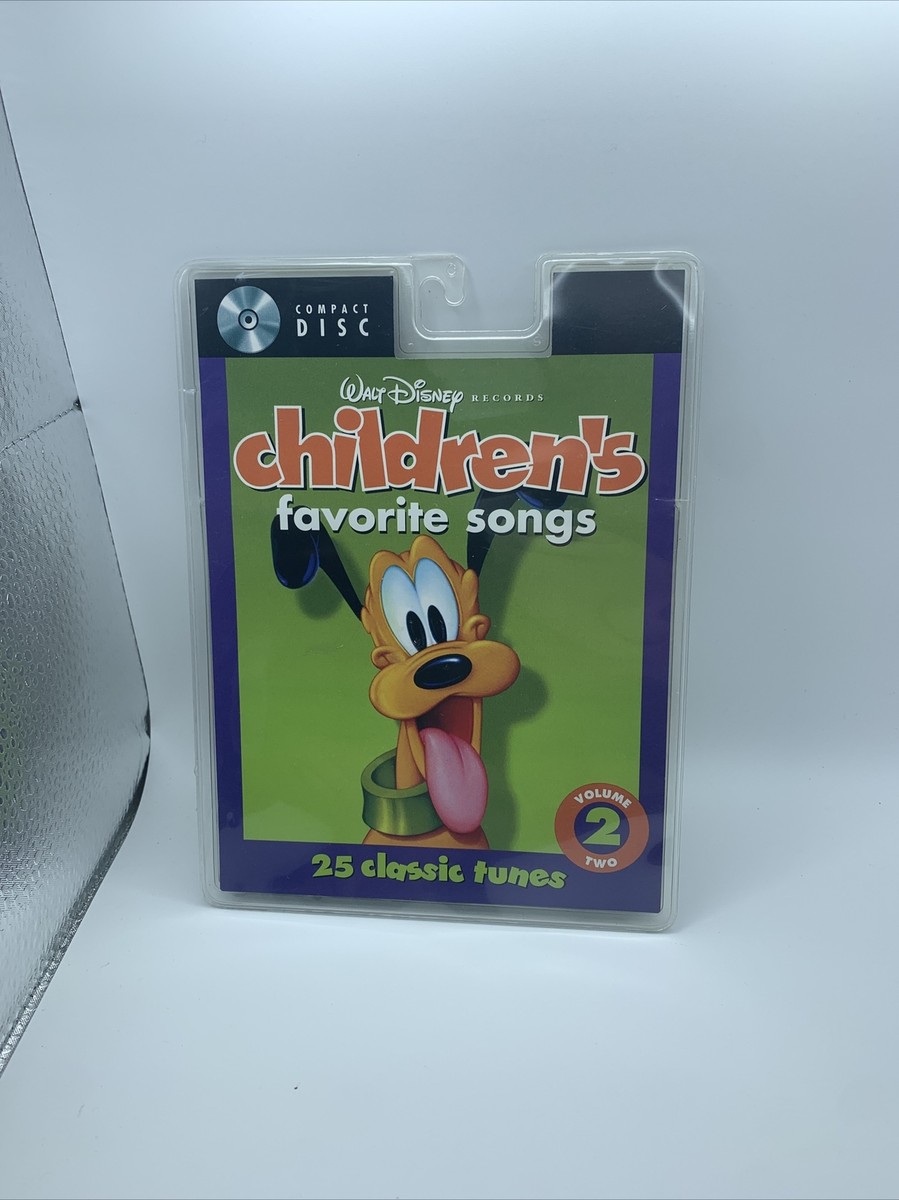 COMPACT
DISC
WALT DISNEY RECORDS
children's
favorite songs
VOLUME
2
TWO
25 classic tunes